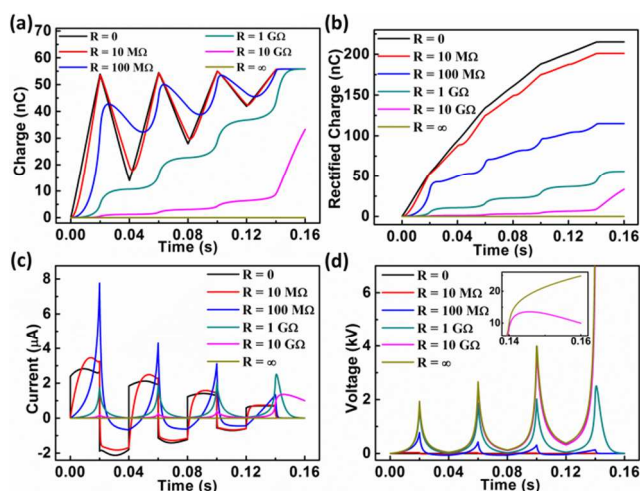 (a)
R = 0
R = 10 MΩ
R = 100 MΩ
R = 1 GΩ
R = 10 GΩ
R = ∞
Charge (nC)
60
50
40
30
20
10
0
0.00 0.04 0.08 0.12 0.16
Time (s)
(b)
R = 0
R = 10 MΩ
R = 100 MΩ
R = 1 GΩ
R = 10 GΩ
R = ∞
Rectified Charge (nC)
200
150
100
50
0
0.00 0.04 0.08 0.12 0.16
Time (s)
(c)
R = 0
R = 10 MΩ
R = 100 MΩ
R = 1 GΩ
R = 10 GΩ
R = ∞
Current (μA)
8
6
4
2
0
-2
0.00 0.04 0.08 0.12 0.16
Time (s)
(d)
R = 0
R = 10 MΩ
R = 100 MΩ
R = 1 GΩ
R = 10 GΩ
R = ∞
Voltage (kV)
6
4
2
0
0.00 0.04 0.08 0.12 0.16
Time (s)
20
10
0.14 0.16